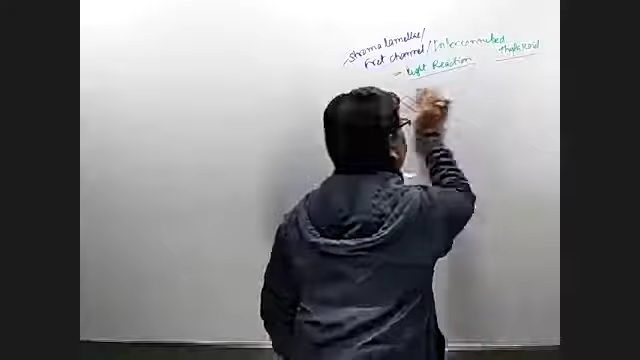 Stroma lamellae/
Fret channel/Interconnected
Thylakoid
- Light Reaction